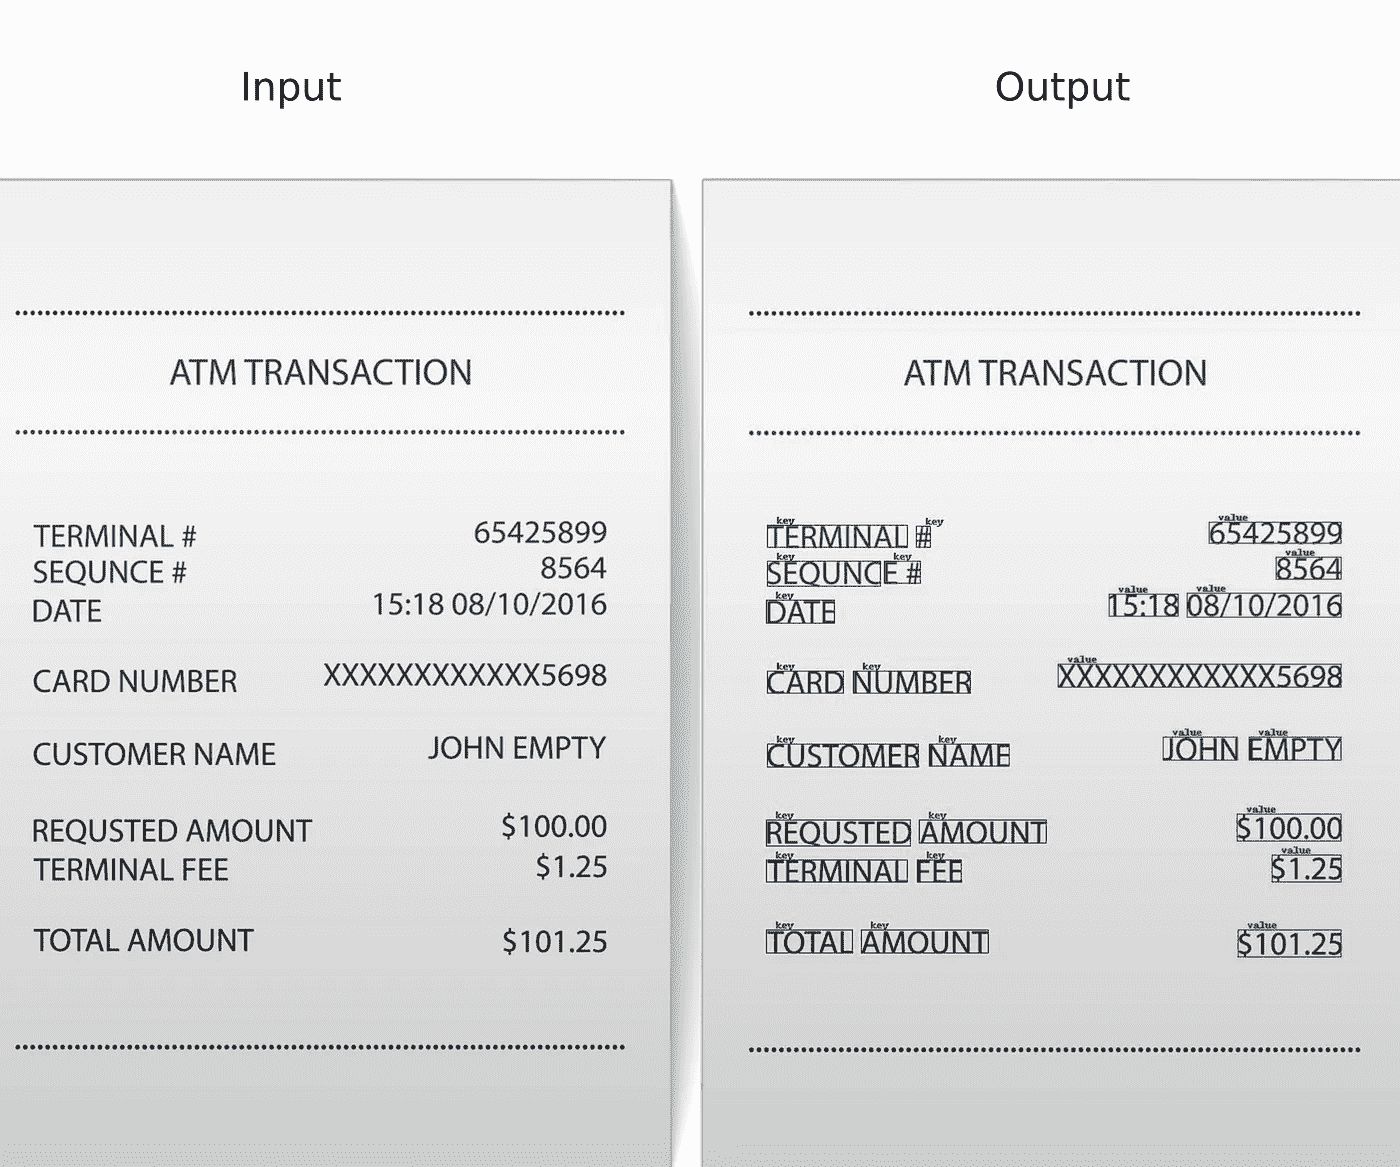 Input
ATM TRANSACTION
TERMINAL # 65425899
SEQUNCE # 8564
DATE 15:18 08/10/2016
CARD NUMBER XXXXXXXXXXXX5698
CUSTOMER NAME JOHN EMPTY
REQUSTED AMOUNT $100.00
TERMINAL FEE $1.25
TOTAL AMOUNT $101.25
Output
ATM TRANSACTION
key key value
TERMINAL # 65425899
key key value
SEQUNCE # 8564
key value value
DATE 15:18 08/10/2016
key key value
CARD NUMBER XXXXXXXXXXXX5698
key key value value
CUSTOMER NAME JOHN EMPTY
key key value
REQUSTED AMOUNT $100.00
key key value
TERMINAL FEE $1.25
key key value
TOTAL AMOUNT $101.25